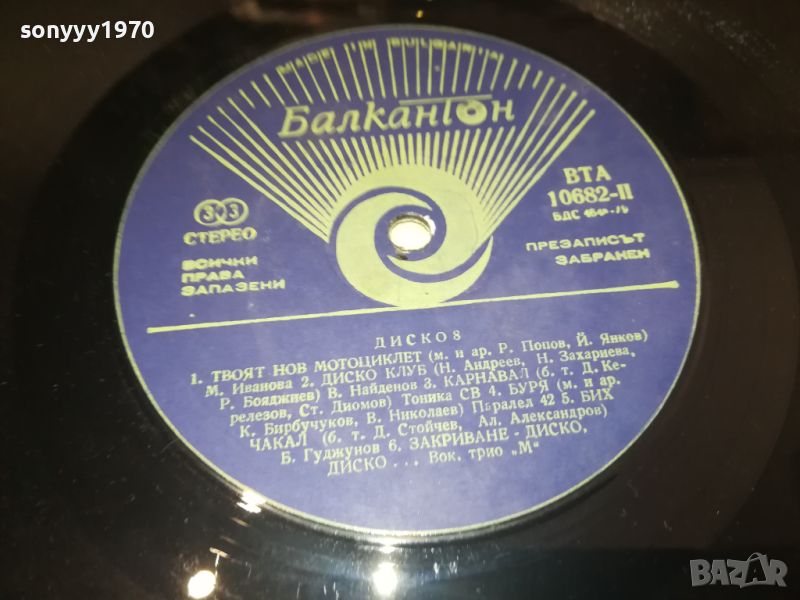 sonyyy1970
MADE IN BULGARIA
Балкантон
ВТА
10682-II
33
СТЕРЕО
БДС
ВСИЧКИ
ПРАВА
ЗАПАЗЕНИ
ПРЕЗАПИСЪТ
ЗАБРАНЕН
ДИСКО 8
1. ТВОЯТ НОВ МОТОЦИКЛЕТ (м. и ар. Р. Попов, Й. Янков)
М. Иванова 2. ДИСКО КЛУБ (Н. Андреев, Н. Захариева,
Р. Бояджиев) В. Найденов 3. КАРНАВАЛ (б. т. Д. Ке-
релезов, Ст. Диомов) Тоника СВ 4. БУРЯ (м. и ар.
К. Бирбучуков, В. Николаев) Паралел 42 5. БИХ
ЧАКАЛ (б. т. Д. Стойчев, Ал. Александров)
Б. Гуджунов 6. ЗАКРИВАНЕ - ДИСКО,
ДИСКО . . . Вок. трио „М“
BAZAR